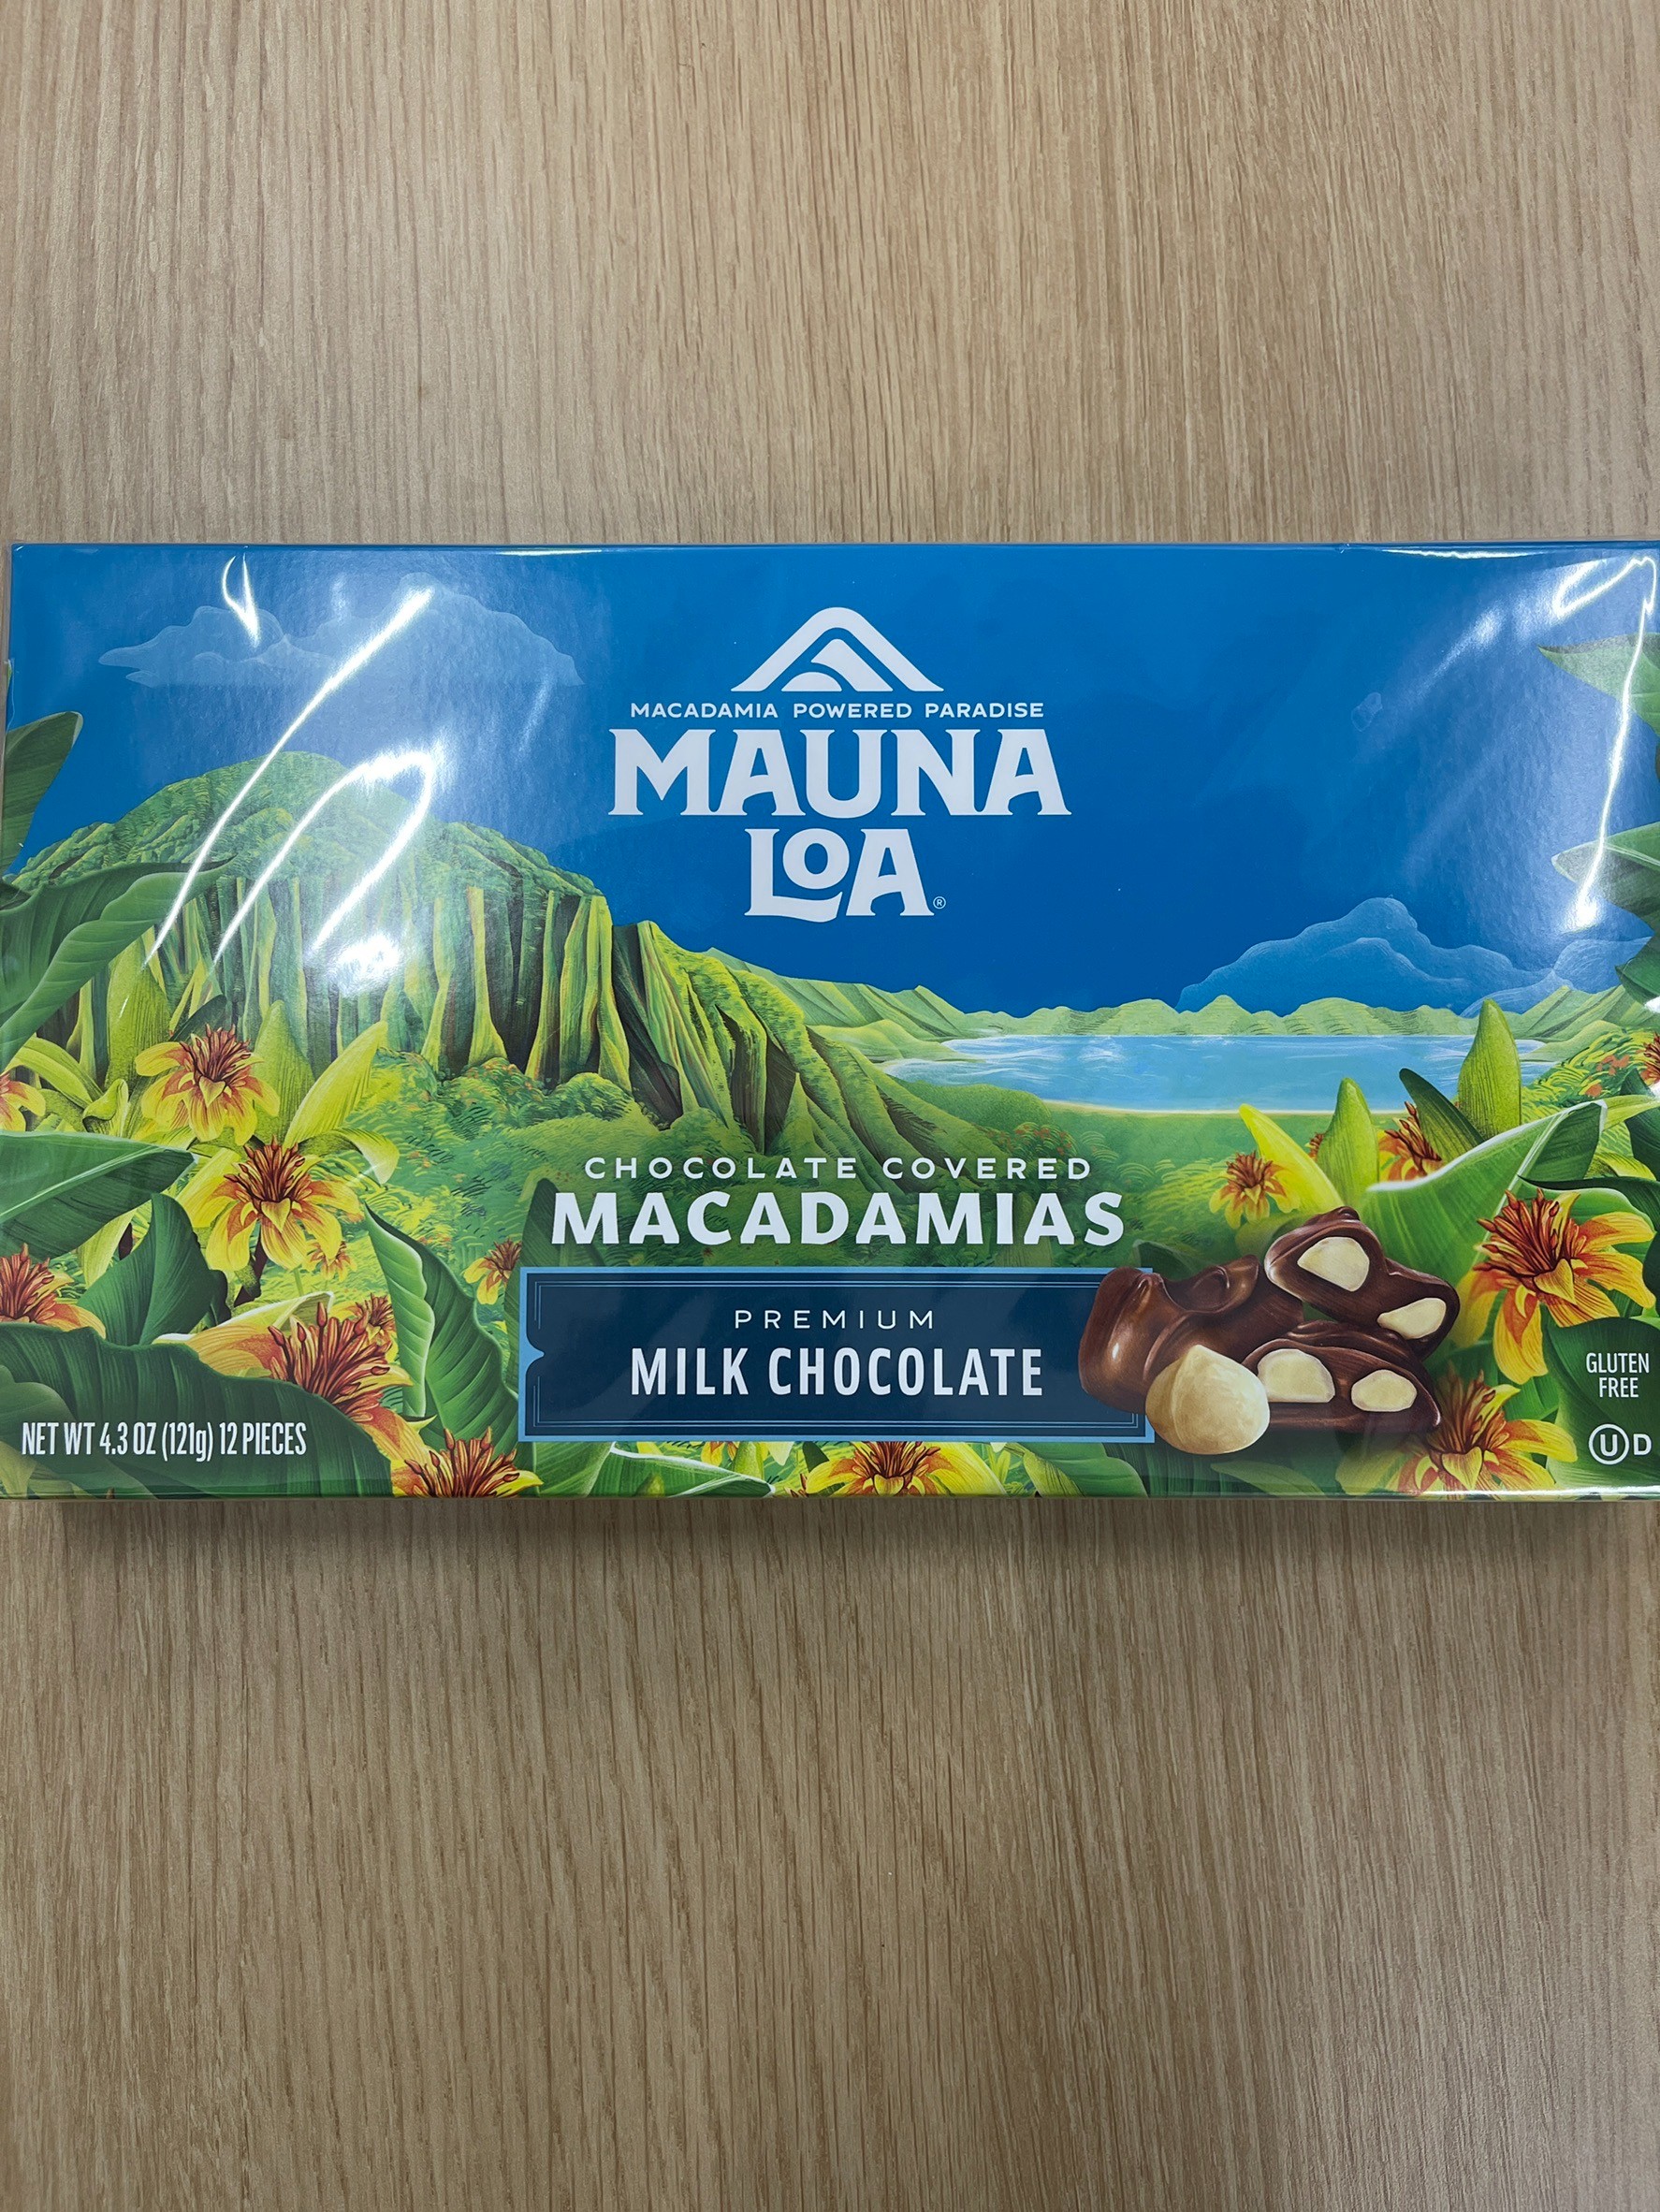 MACADAMIA POWERED PARADISE
MAUNA
LOA®
CHOCOLATE COVERED
MACADAMIAS
PREMIUM
MILK CHOCOLATE
NET WT 4.3 OZ (121g) 12 PIECES
GLUTEN
FREE
Ⓤ D